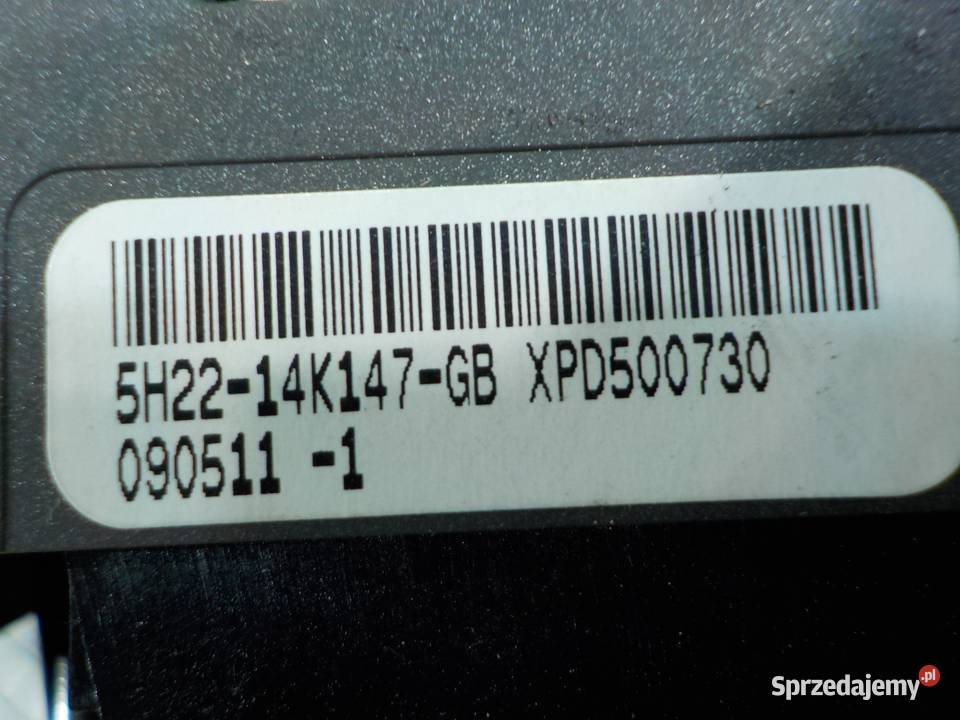 5H22-14K147-GB XPD500730
090511 -1
Sprzedajemy.pl